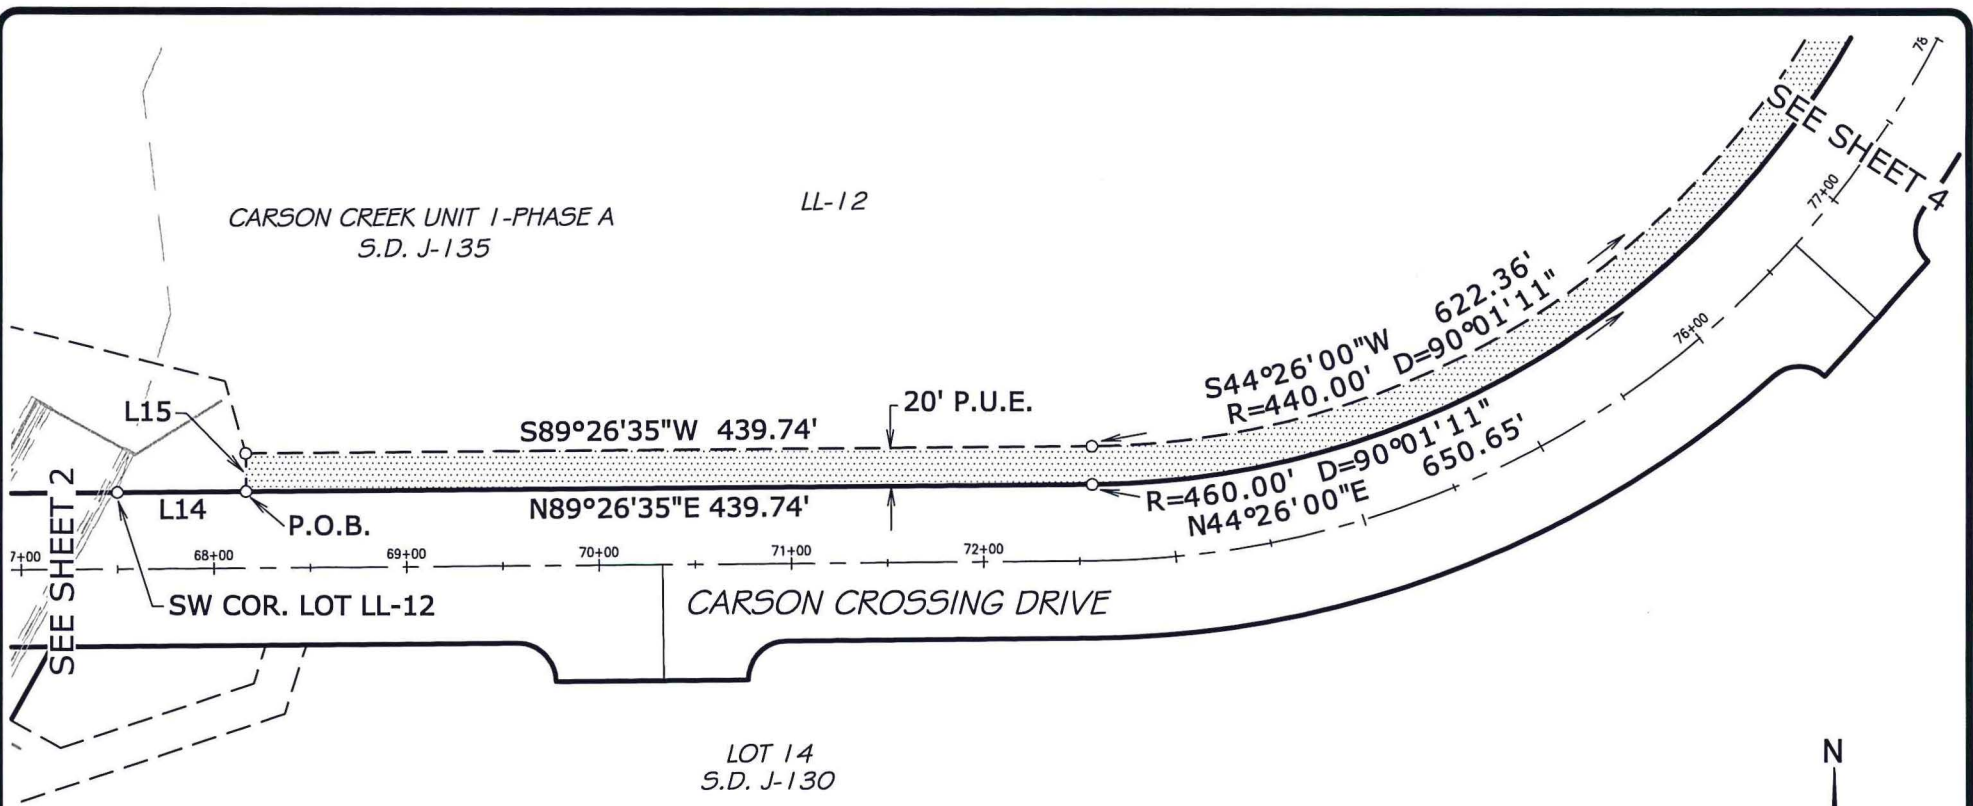 78
SEE SHEET 4
77+00
LL-12
CARSON CREEK UNIT 1-PHASE A
S.D. J-135
622.36'
S44°26'00"W
R=440.00' D=90°01'11"
76+00
L15
20' P.U.E.
S89°26'35"W 439.74'
R=460.00' D=90°01'11"
N44°26'00"E 650.65'
SEE SHEET 2
L14
P.O.B.
N89°26'35"E 439.74'
7+00
68+00
69+00
70+00
71+00
72+00
SW COR. LOT LL-12
CARSON CROSSING DRIVE
LOT 14
S.D. J-130
N